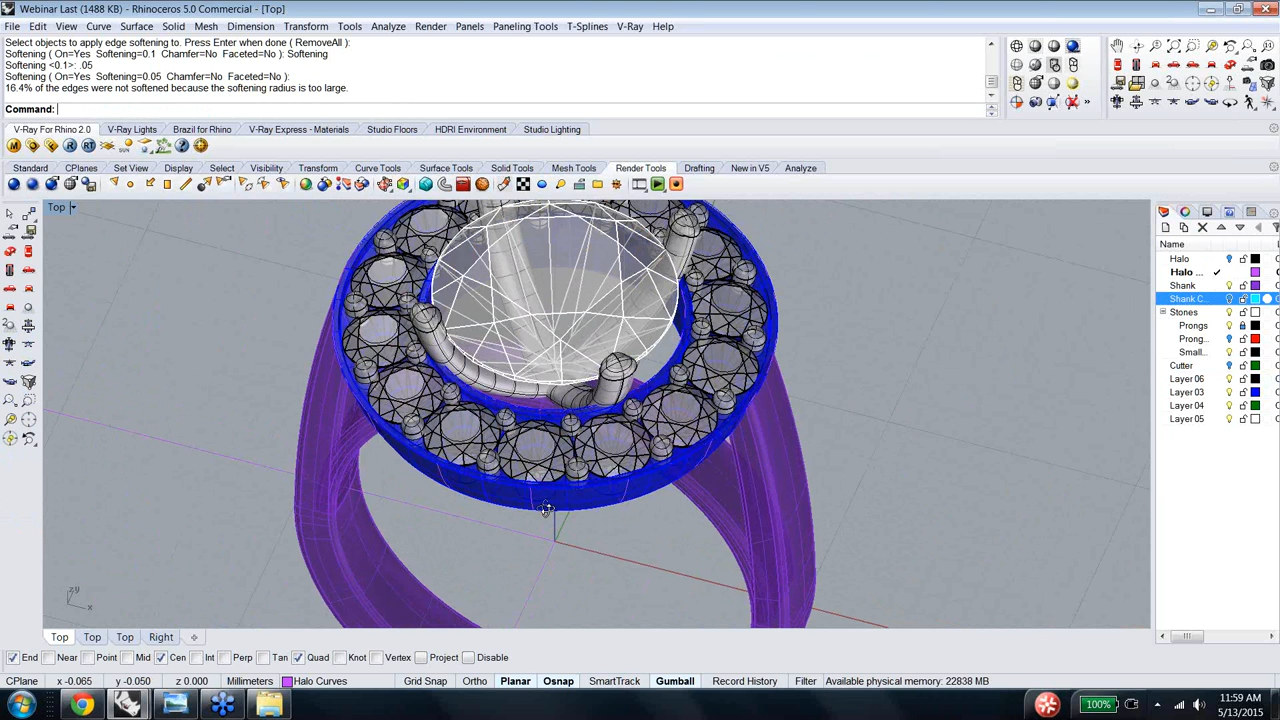 Webinar Last (1488 KB) - Rhinoceros 5.0 Commercial - [Top]
File Edit View Curve Surface Solid Mesh Dimension Transform Tools Analyze Render Panels Paneling Tools T-Splines V-Ray Help
Select objects to apply edge softening to. Press Enter when done ( RemoveAll ):
Softening ( On=Yes Softening=0.1 Chamfer=No Faceted=No ): Softening
Softening <0.1>: .05
Softening ( On=Yes Softening=0.05 Chamfer=No Faceted=No ):
16.4% of the edges were not softened because the softening radius is too large.
Command:
V-Ray For Rhino 2.0 V-Ray Lights Brazil for Rhino V-Ray Express - Materials Studio Floors HDRI Environment Studio Lighting
Standard CPlanes Set View Display Select Visibility Transform Curve Tools Surface Tools Solid Tools Mesh Tools Render Tools Drafting New in V5 Analyze
Top
Name
Halo
Halo ...
Shank
Shank C...
Stones
Prongs
Prong...
Small...
Cutter
Layer 06
Layer 03
Layer 04
Layer 05
x
Top Top Top Right
End Near Point Mid Cen Int Perp Tan Quad Knot Vertex Project Disable
CPlane x -0.065 y -0.050 z 0.000 Millimeters Halo Curves Grid Snap Ortho Planar Osnap SmartTrack Gumball Record History Filter Available physical memory: 22838 MB
100% 11:59 AM
5/13/2015